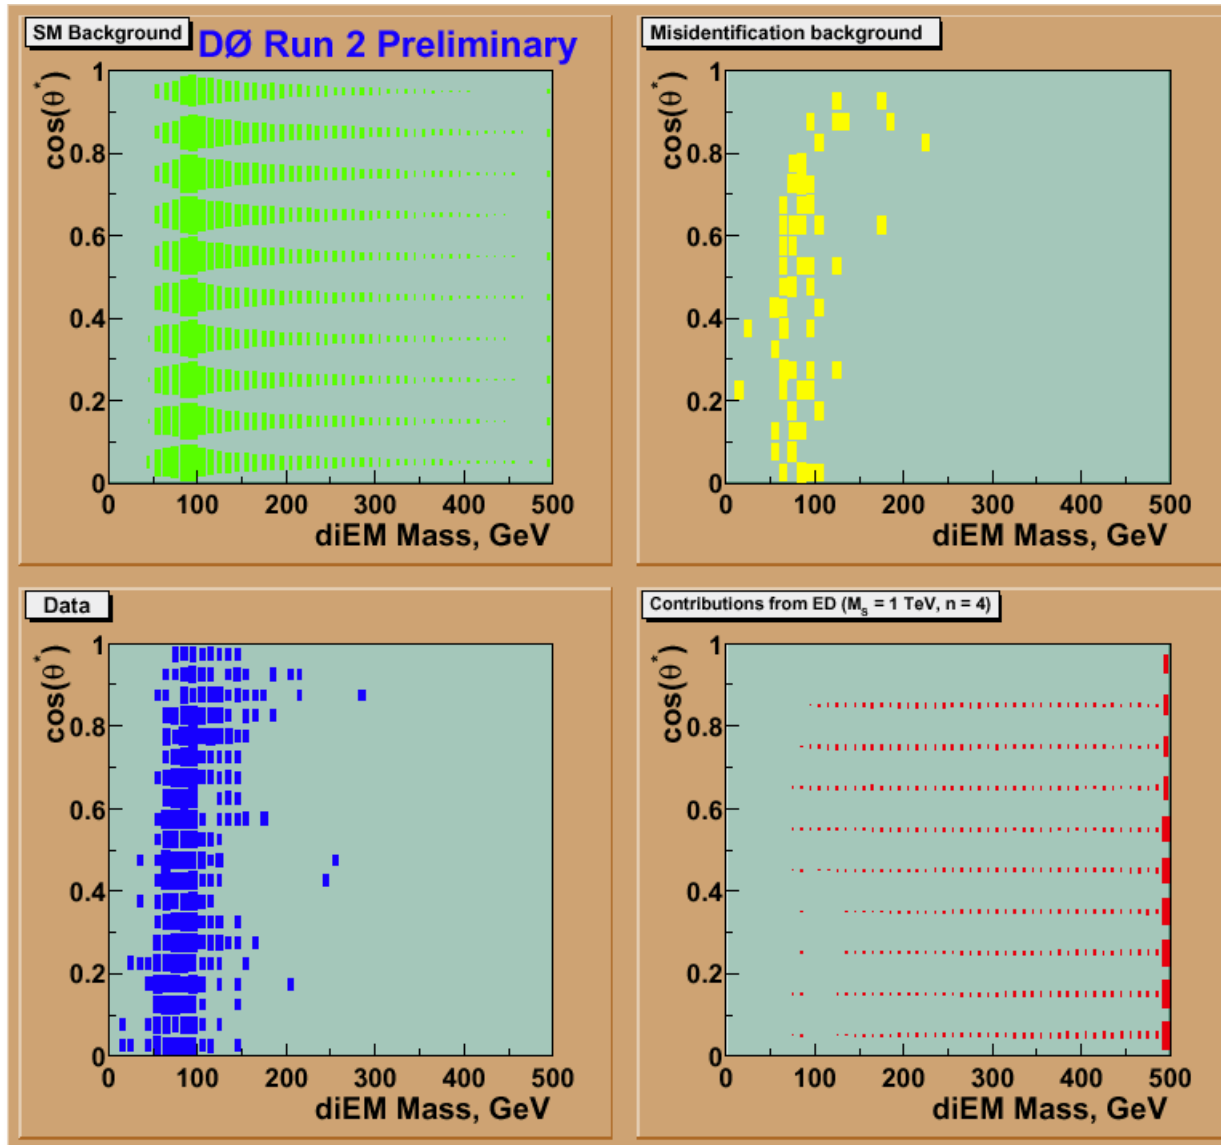 SM Background
DØ Run 2 Preliminary
cos(θ*)
1
0.8
0.6
0.4
0.2
0
0 100 200 300 400 500
diEM Mass, GeV
Misidentification background
cos(θ*)
1
0.8
0.6
0.4
0.2
0
0 100 200 300 400 500
diEM Mass, GeV
Data
cos(θ*)
1
0.8
0.6
0.4
0.2
0
0 100 200 300 400 500
diEM Mass, GeV
Contributions from ED (Ms = 1 TeV, n = 4)
cos(θ*)
1
0.8
0.6
0.4
0.2
0
0 100 200 300 400 500
diEM Mass, GeV